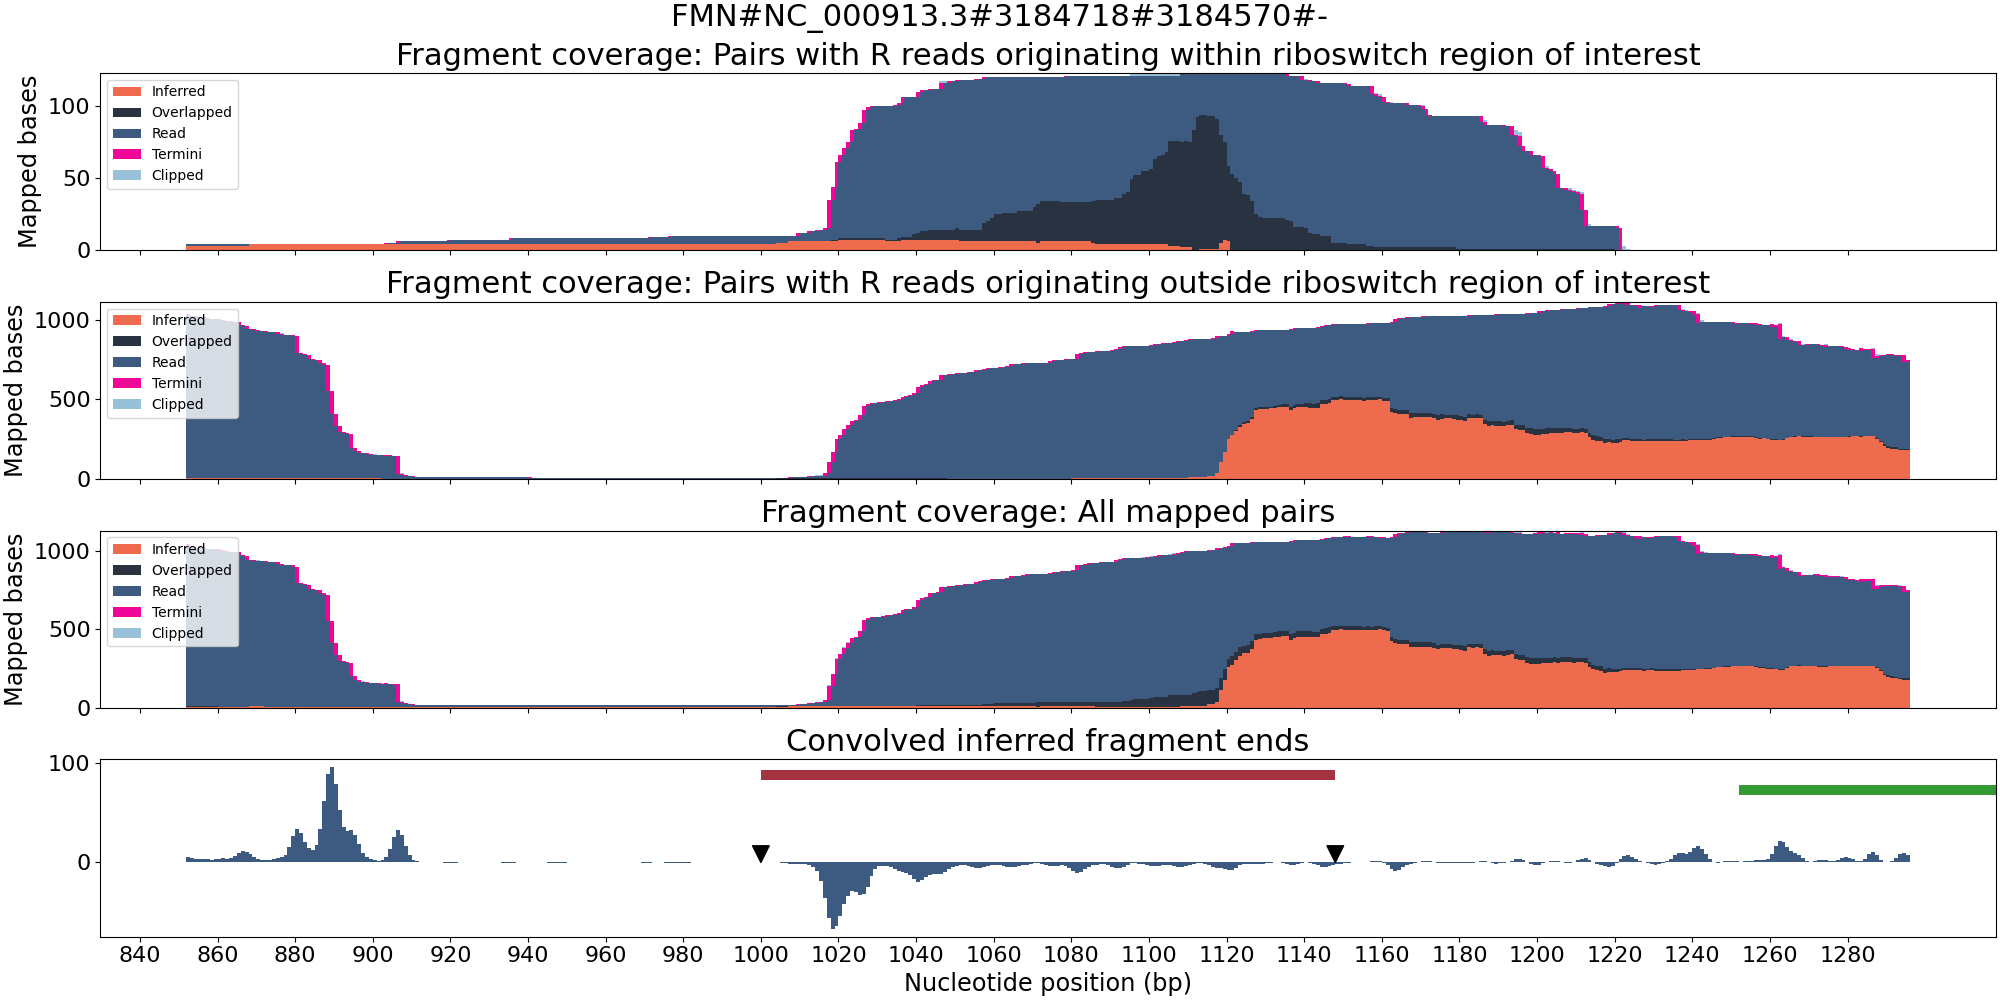 FMN#NC_000913.3#3184718#3184570#-
Fragment coverage: Pairs with R reads originating within riboswitch region of interest
Mapped bases
100
50
0
Inferred
Overlapped
Read
Termini
Clipped
Fragment coverage: Pairs with R reads originating outside riboswitch region of interest
Mapped bases
1000
500
0
Inferred
Overlapped
Read
Termini
Clipped
Fragment coverage: All mapped pairs
Mapped bases
1000
500
0
Inferred
Overlapped
Read
Termini
Clipped
Convolved inferred fragment ends
100
0
840 860 880 900 920 940 960 980 1000 1020 1040 1060 1080 1100 1120 1140 1160 1180 1200 1220 1240 1260 1280
Nucleotide position (bp)